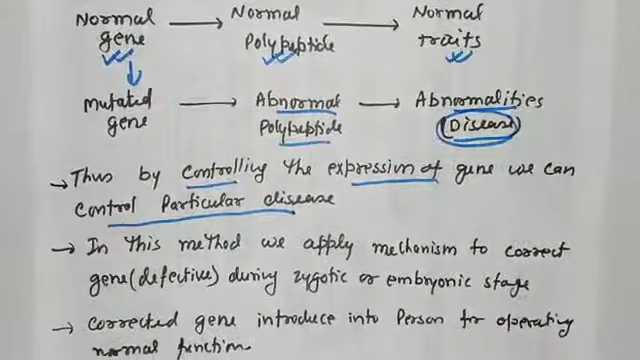 Normal gene → Normal Polypeptide → Normal traits
Mutated gene → Abnormal Polypeptide → Abnormalities (Disease)
→ Thus by Controlling the expression of gene we can
Control Particular disease
→ In this method we apply mechanism to correct
gene (defective) during zygotic or embryonic stage
→ Corrected gene introduce into Person for operating
normal function.